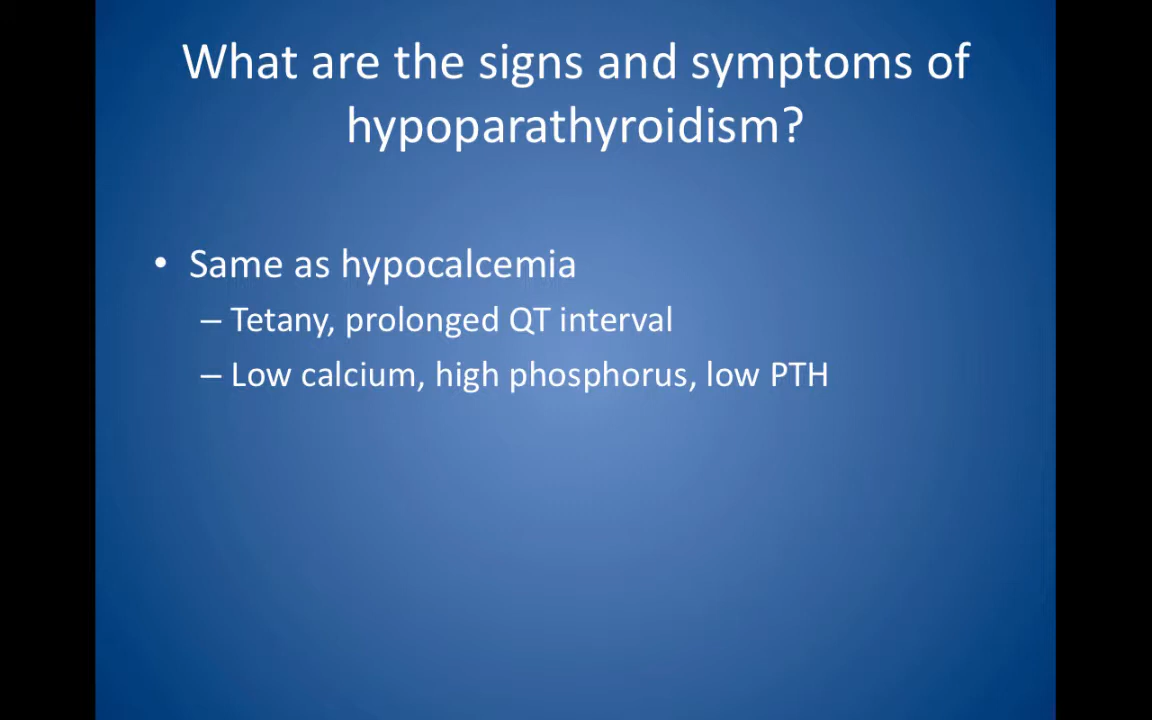 What are the signs and symptoms of
hypoparathyroidism?
• Same as hypocalcemia
– Tetany, prolonged QT interval
– Low calcium, high phosphorus, low PTH